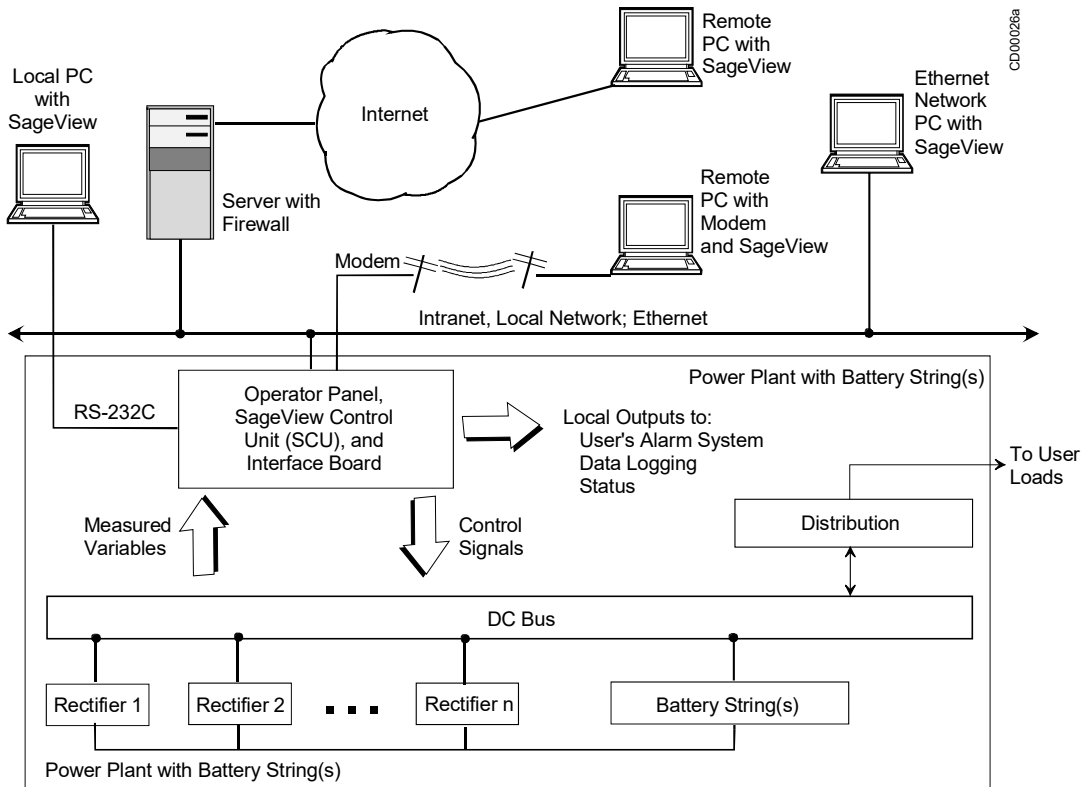 CD00026a
Remote
PC with
SageView
Local PC
with
SageView
Internet
Ethernet
Network
PC with
SageView
Server with
Firewall
Remote
PC with
Modem
and SageView
Modem
Intranet, Local Network; Ethernet
Power Plant with Battery String(s)
RS-232C
Operator Panel,
SageView Control
Unit (SCU), and
Interface Board
Local Outputs to:
User's Alarm System
Data Logging
Status
To User
Loads
Measured
Variables
Control
Signals
Distribution
DC Bus
Rectifier 1
Rectifier 2
Rectifier n
Battery String(s)
Power Plant with Battery String(s)